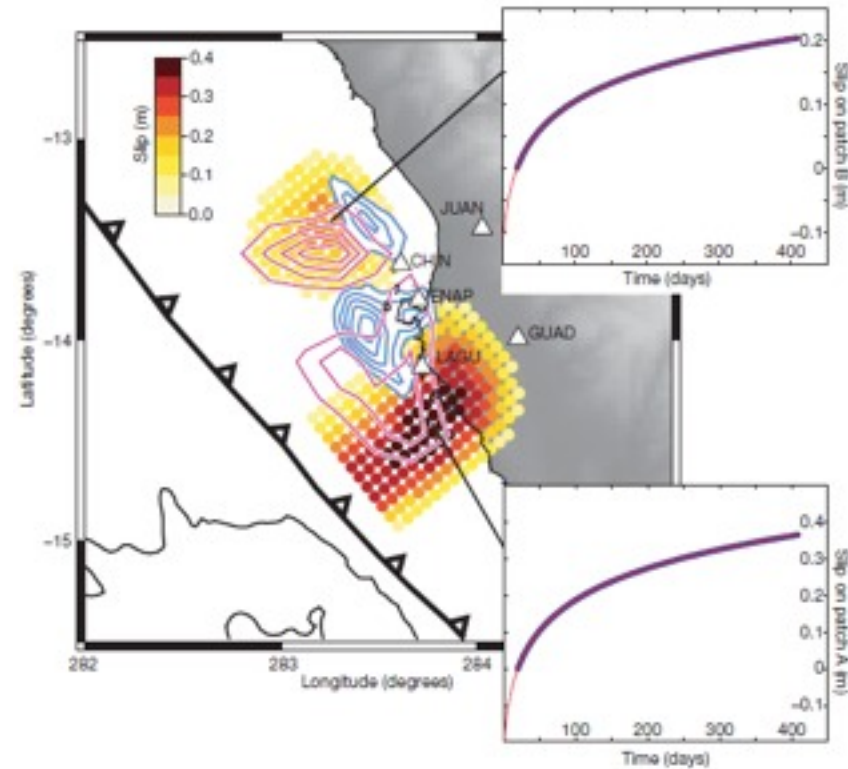 0.4
0.3
0.2
0.1
0.0
Slip (m)
-13
-14
-15
Latitude (degrees)
282
283
284
Longitude (degrees)
JUAN
CHIN
ENAP
LAGU
GUAD
0.2
0.1
0
-0.1
Slip on patch B (m)
100
200
300
400
Time (days)
0.4
0.3
0.2
0.1
0
-0.1
Slip on patch A (m)
100
200
300
400
Time (days)